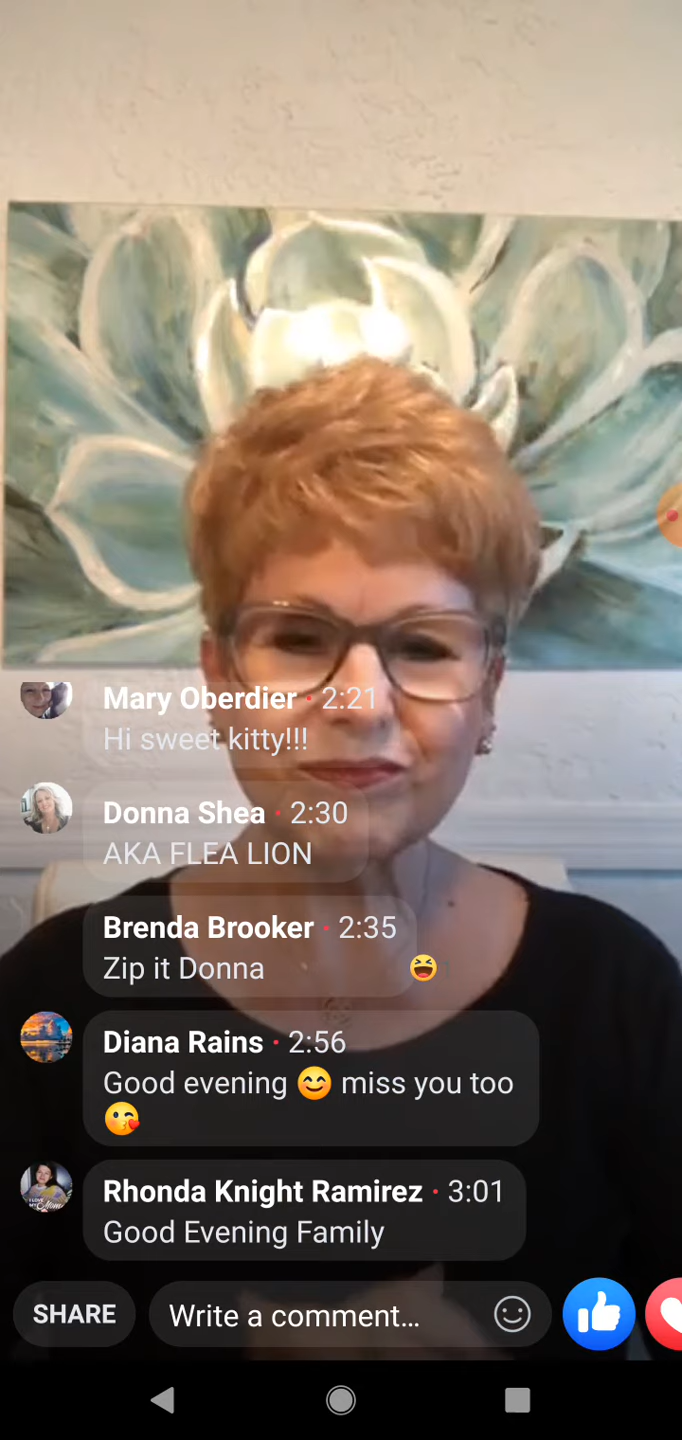 Mary Oberdier · 2:21
Hi sweet kitty!!!
Donna Shea · 2:30
AKA FLEA LION
Brenda Brooker · 2:35
Zip it Donna 😆
Diana Rains · 2:56
Good evening 😊 miss you too
😘
Rhonda Knight Ramirez · 3:01
Good Evening Family
SHARE
Write a comment...